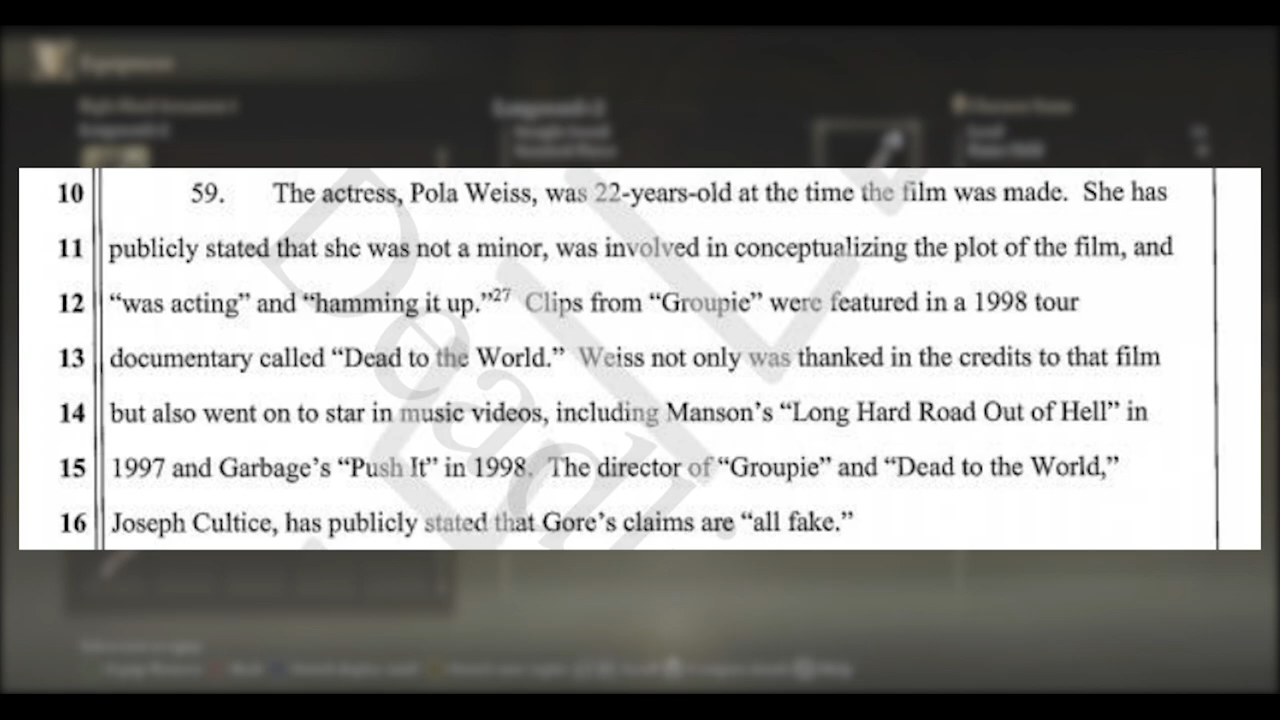 Equipment
10 59. The actress, Pola Weiss, was 22-years-old at the time the film was made. She has
11 publicly stated that she was not a minor, was involved in conceptualizing the plot of the film, and
12 “was acting” and “hamming it up.”27 Clips from “Groupie” were featured in a 1998 tour
13 documentary called “Dead to the World.” Weiss not only was thanked in the credits to that film
14 but also went on to star in music videos, including Manson’s “Long Hard Road Out of Hell” in
15 1997 and Garbage’s “Push It” in 1998. The director of “Groupie” and “Dead to the World,”
16 Joseph Cultice, has publicly stated that Gore’s claims are “all fake.”
Deadl